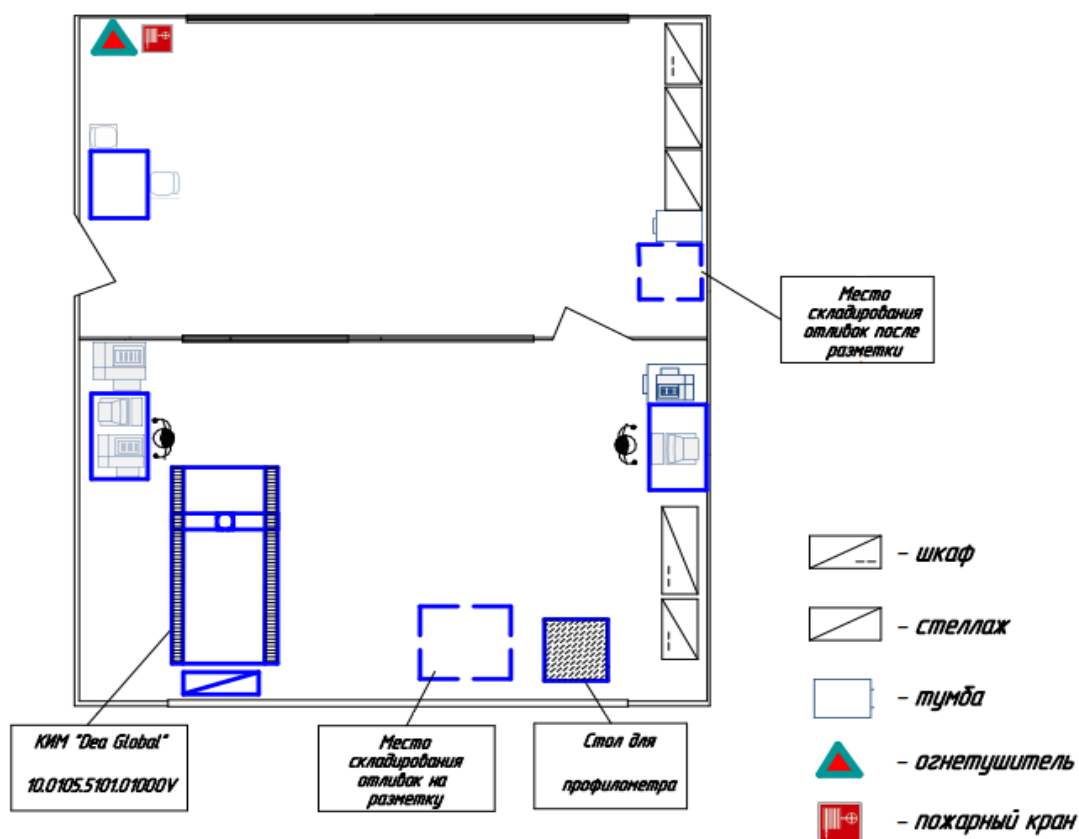 Место
складирования
отливок после
разметки
– шкаф
– стеллаж
– тумба
– огнетушитель
– пожарный кран
КИМ "Dea Global"
10.0105.5101.01000V
Место
складирования
отливок на
разметку
Стол для
профилометра